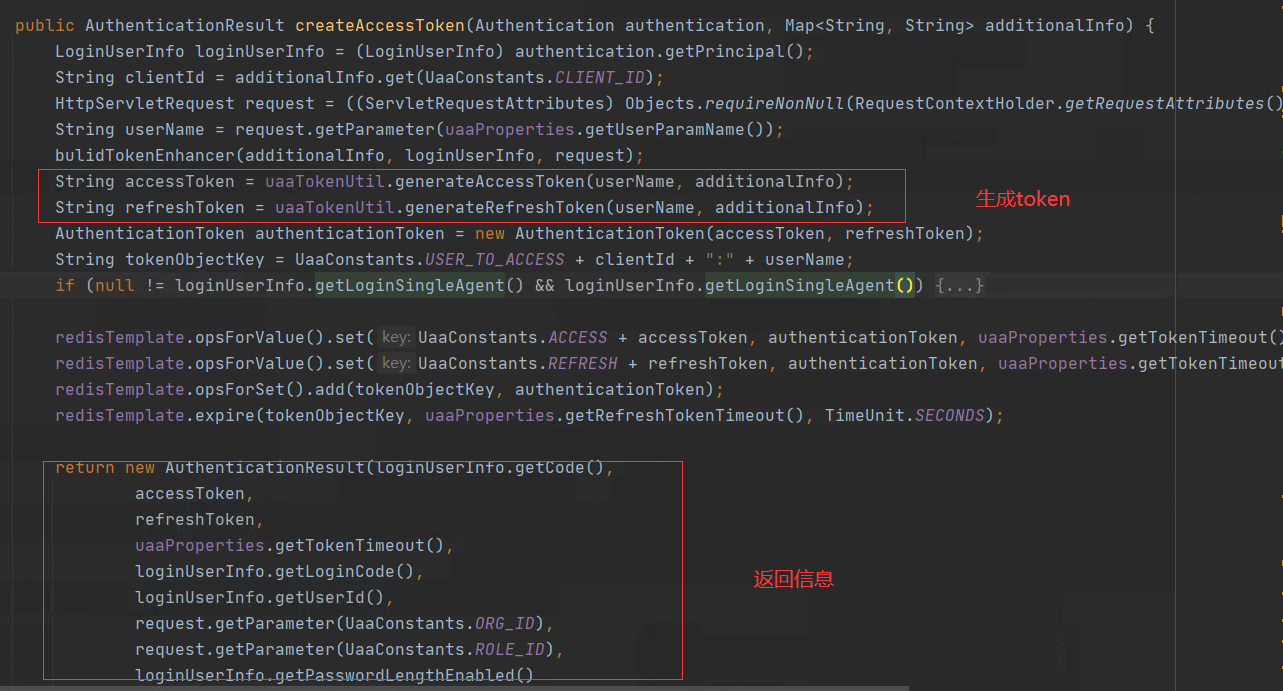 public AuthenticationResult createAccessToken(Authentication authentication, Map<String, String> additionalInfo) {
LoginUserInfo loginUserInfo = (LoginUserInfo) authentication.getPrincipal();
String clientId = additionalInfo.get(UaaConstants.CLIENT_ID);
HttpServletRequest request = ((ServletRequestAttributes) Objects.requireNonNull(RequestContextHolder.getRequestAttributes()
String userName = request.getParameter(uaaProperties.getUserParamName());
bulidTokenEnhancer(additionalInfo, loginUserInfo, request);
String accessToken = uaaTokenUtil.generateAccessToken(userName, additionalInfo);
String refreshToken = uaaTokenUtil.generateRefreshToken(userName, additionalInfo);
生成token
AuthenticationToken authenticationToken = new AuthenticationToken(accessToken, refreshToken);
String tokenObjectKey = UaaConstants.USER_TO_ACCESS + clientId + ":" + userName;
if (null != loginUserInfo.getLoginSingleAgent() && loginUserInfo.getLoginSingleAgent()) {...}
redisTemplate.opsForValue().set( key: UaaConstants.ACCESS + accessToken, authenticationToken, uaaProperties.getTokenTimeout()
redisTemplate.opsForValue().set( key: UaaConstants.REFRESH + refreshToken, authenticationToken, uaaProperties.getTokenTimeout
redisTemplate.opsForSet().add(tokenObjectKey, authenticationToken);
redisTemplate.expire(tokenObjectKey, uaaProperties.getRefreshTokenTimeout(), TimeUnit.SECONDS);
return new AuthenticationResult(loginUserInfo.getCode(),
accessToken,
refreshToken,
uaaProperties.getTokenTimeout(),
loginUserInfo.getLoginCode(),
返回信息
loginUserInfo.getUserId(),
request.getParameter(UaaConstants.ORG_ID),
request.getParameter(UaaConstants.ROLE_ID),
loginUserInfo.getPasswordLengthEnabled()